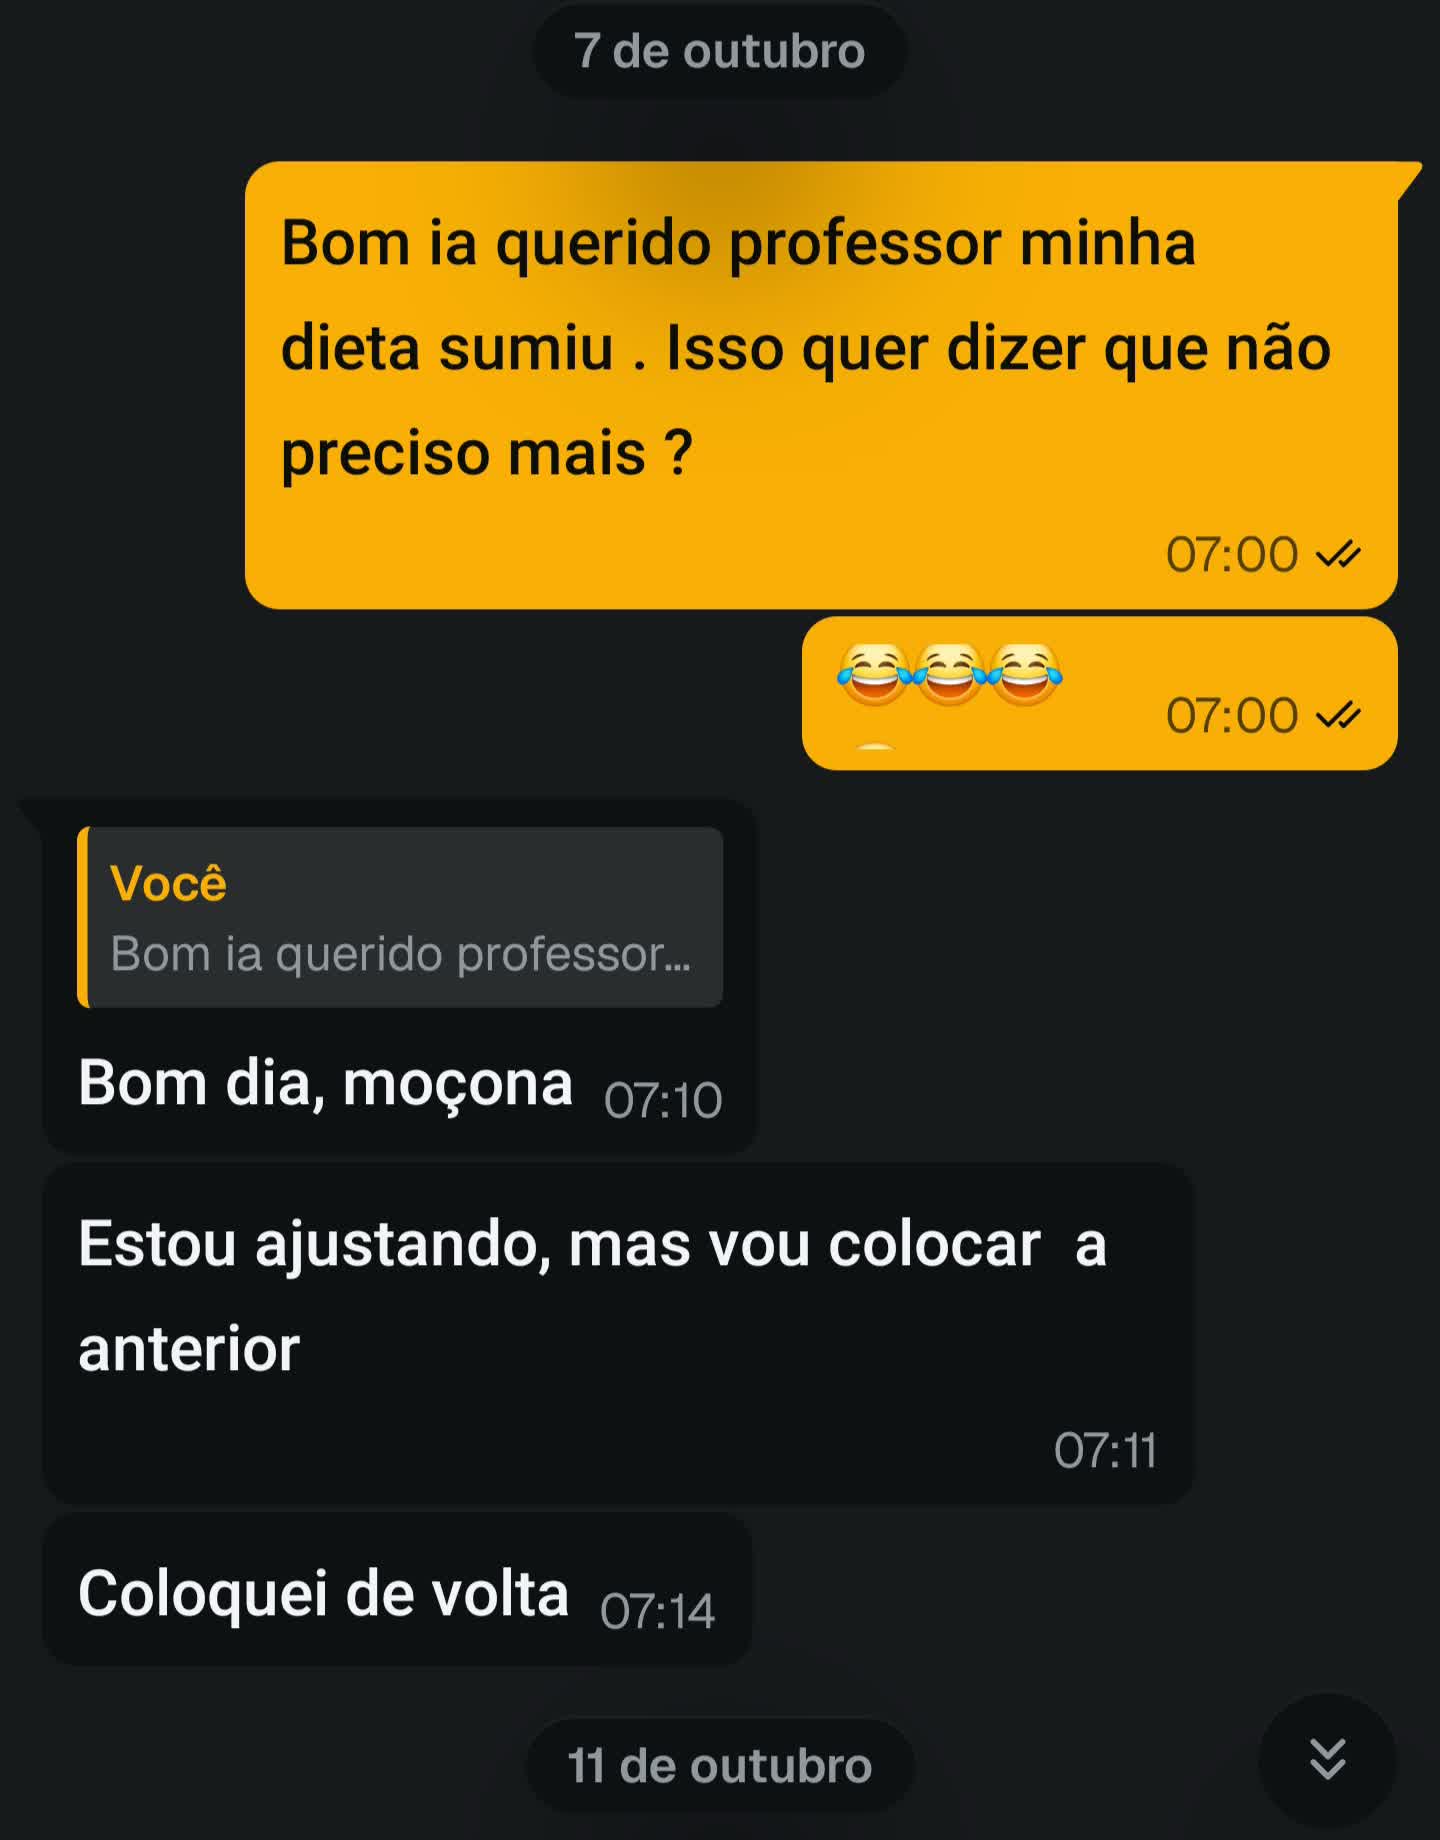 7 de outubro
Bom ia querido professor minha
dieta sumiu . Isso quer dizer que não
preciso mais ?
07:00
😂😂😂
07:00
Você
Bom ia querido professor...
Bom dia, moçona 07:10
Estou ajustando, mas vou colocar  a
anterior
07:11
Coloquei de volta 07:14
11 de outubro